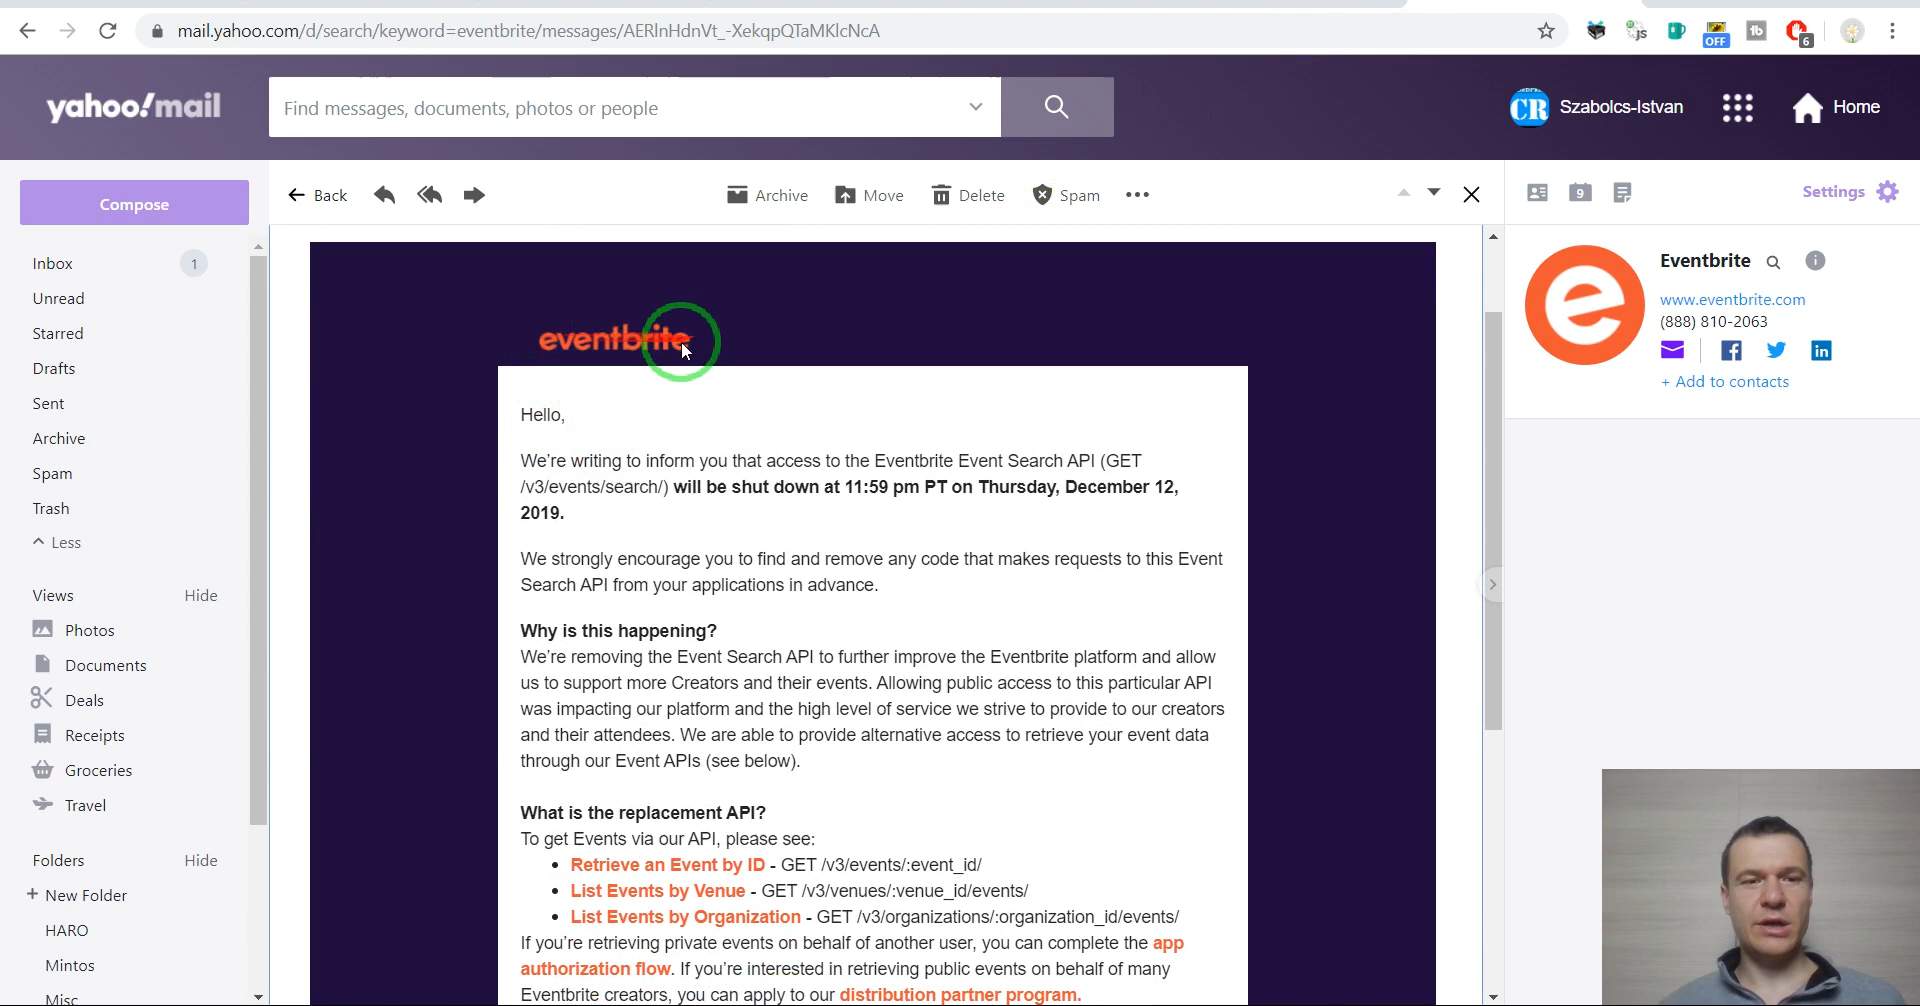 mail.yahoo.com/d/search/keyword=eventbrite/messages/AERlnHdnVt_-XekqpQTaMKlcNcA
js
OFF
tb
6
yahoo!mail
Find messages, documents, photos or people
CR
Szabolcs-Istvan
Home
Compose
Back
Archive
Move
Delete
Spam
9
Settings
Inbox
1
Unread
Starred
Drafts
Sent
Archive
Spam
Trash
Less
Views
Hide
Photos
Documents
Deals
Receipts
Groceries
Travel
Folders
Hide
+ New Folder
HARO
Mintos
Misc
eventbrite
Hello,
We're writing to inform you that access to the Eventbrite Event Search API (GET
/v3/events/search/) will be shut down at 11:59 pm PT on Thursday, December 12,
2019.
We strongly encourage you to find and remove any code that makes requests to this Event
Search API from your applications in advance.
Why is this happening?
We're removing the Event Search API to further improve the Eventbrite platform and allow
us to support more Creators and their events. Allowing public access to this particular API
was impacting our platform and the high level of service we strive to provide to our creators
and their attendees. We are able to provide alternative access to retrieve your event data
through our Event APIs (see below).
What is the replacement API?
To get Events via our API, please see:
• Retrieve an Event by ID - GET /v3/events/:event_id/
• List Events by Venue - GET /v3/venues/:venue_id/events/
• List Events by Organization - GET /v3/organizations/:organization_id/events/
If you're retrieving private events on behalf of another user, you can complete the app
authorization flow. If you're interested in retrieving public events on behalf of many
Eventbrite creators, you can apply to our distribution partner program.
e
Eventbrite
www.eventbrite.com
(888) 810-2063
+ Add to contacts